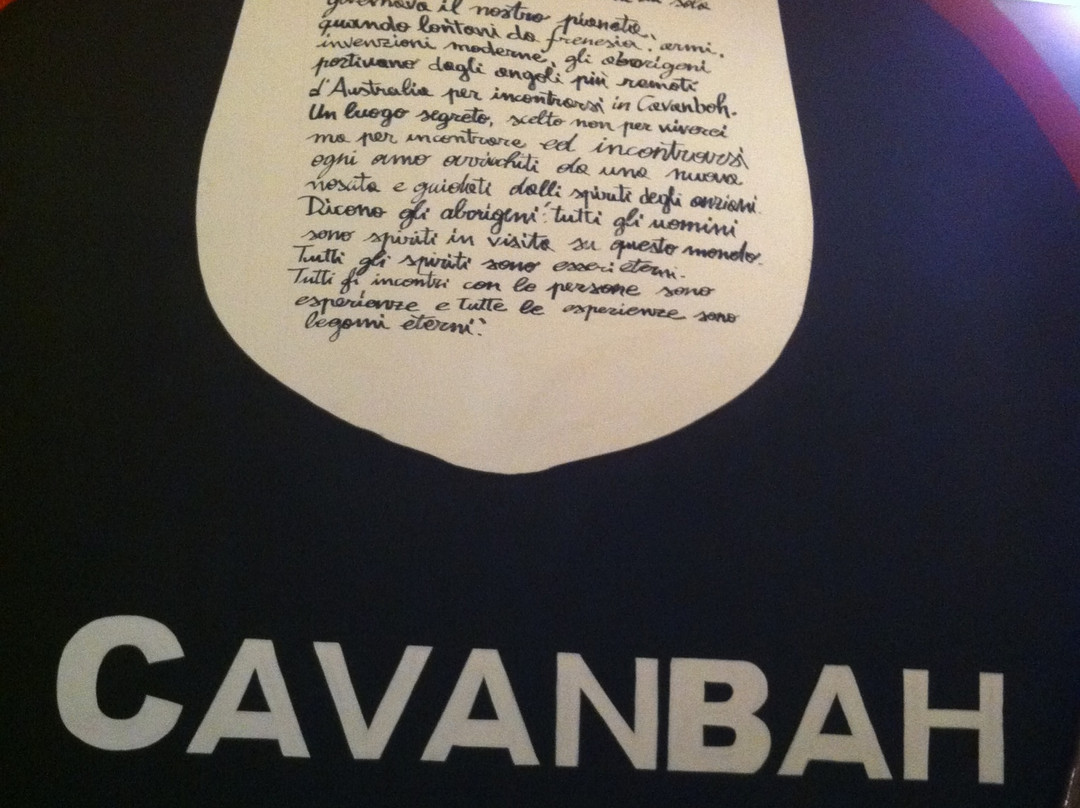 governava il nostro pianeta,
quando lontani da frenesia, armi,
invenzioni moderne, gli aborigeni
partivano dagli angoli più remoti
d'Australia per incontrarsi in Cavanbah.
Un luogo segreto, scelto non per viverci
ma per incontrare ed incontrarsi
ogni anno arricchiti da una nuova
nascita e guidati dalli spiriti degli anziani.
Dicono gli aborigeni: "tutti gli uomini
sono spiriti in visita su questo mondo.
Tutti gli spiriti sono esseri eterni.
Tutti gli incontri con le persone sono
esperienze e tutte le esperienze sono
legami eterni."
CAVANBAH